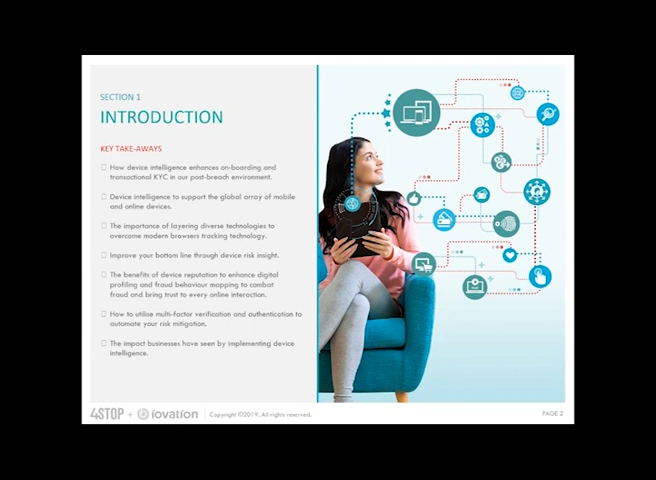 SECTION 1
INTRODUCTION
KEY TAKE-AWAYS
How device intelligence enhances on-boarding and
transactional KYC in our post-breach environment.
Device intelligence to support the global array of mobile
and online devices.
The importance of layering diverse technologies to
overcome modern browsers tracking technology.
Improve your bottom line through device risk insight.
The benefits of device reputation to enhance digital
profiling and fraud behaviour mapping to combat
fraud and bring trust to every online interaction.
How to utilise multi-factor verification and authentication to
automate your risk mitigation.
The impact businesses have seen by implementing device
intelligence.
4STOP + iovation Copyright ©2019. All rights reserved. PAGE 2